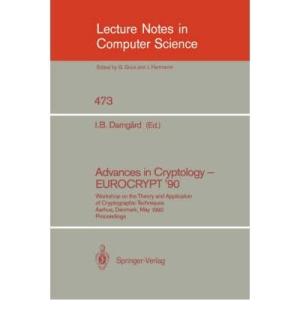 Lecture Notes in
Computer Science
Edited by G. Goos and J. Hartmanis
473
I.B. Damgård (Ed.)
Advances in Cryptology –
EUROCRYPT '90
Workshop on the Theory and Application
of Cryptographic Techniques
Aarhus, Denmark, May 1990
Proceedings
Springer-Verlag